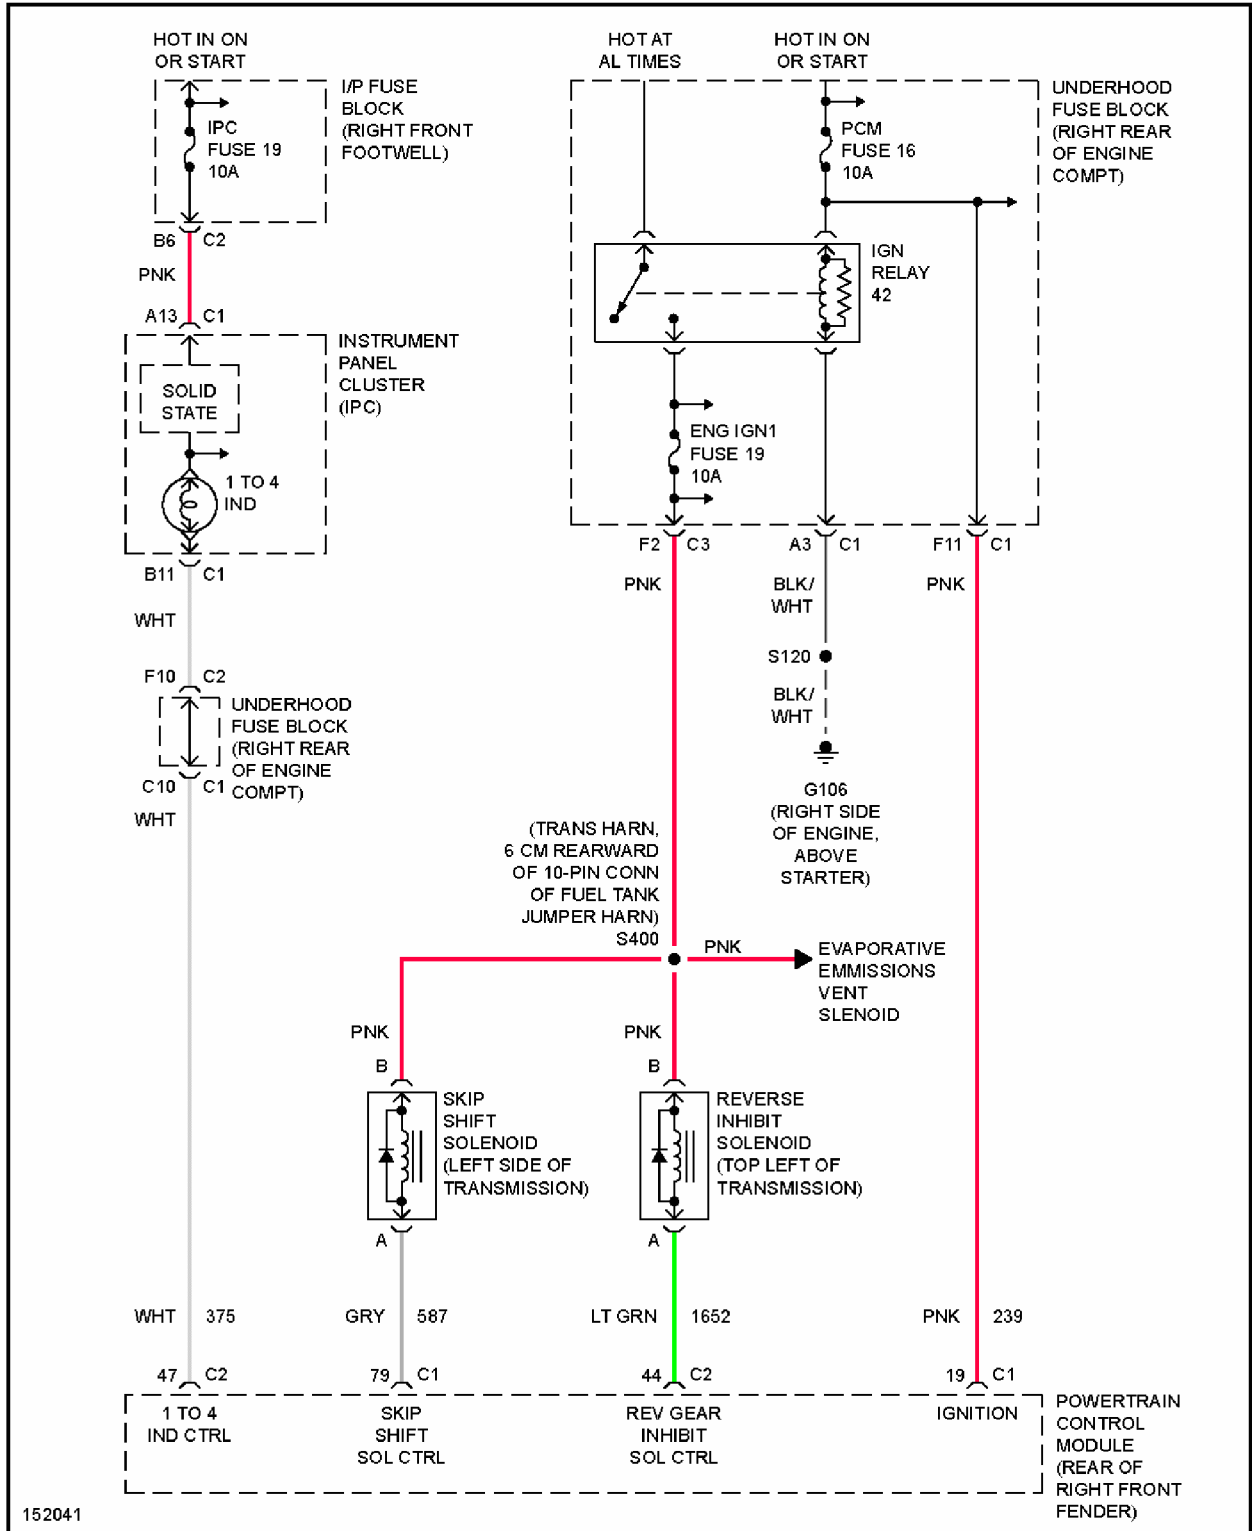 HOT IN ON
OR START
HOT AT
AL TIMES
HOT IN ON
OR START
I/P FUSE
BLOCK
(RIGHT FRONT
FOOTWELL)
IPC
FUSE 19
10A
PCM
FUSE 16
10A
UNDERHOOD
FUSE BLOCK
(RIGHT REAR
OF ENGINE
COMPT)
B6 C2
PNK
A13 C1
IGN
RELAY
42
INSTRUMENT
PANEL
CLUSTER
(IPC)
SOLID
STATE
1 TO 4
IND
ENG IGN1
FUSE 19
10A
B11 C1
WHT
F2 C3
PNK
A3 C1
BLK/
WHT
F11 C1
PNK
S120
BLK/
WHT
F10 C2
UNDERHOOD
FUSE BLOCK
(RIGHT REAR
OF ENGINE
COMPT)
C10 C1
WHT
G106
(RIGHT SIDE
OF ENGINE,
ABOVE
STARTER)
(TRANS HARN,
6 CM REARWARD
OF 10-PIN CONN
OF FUEL TANK
JUMPER HARN)
S400
PNK
EVAPORATIVE
EMMISSIONS
VENT
SLENOID
PNK
B
PNK
B
SKIP
SHIFT
SOLENOID
(LEFT SIDE OF
TRANSMISSION)
REVERSE
INHIBIT
SOLENOID
(TOP LEFT OF
TRANSMISSION)
A
A
WHT 375
GRY 587
LT GRN 1652
PNK 239
47 C2
79 C1
44 C2
19 C1
1 TO 4
IND CTRL
SKIP
SHIFT
SOL CTRL
REV GEAR
INHIBIT
SOL CTRL
IGNITION
POWERTRAIN
CONTROL
MODULE
(REAR OF
RIGHT FRONT
FENDER)
152041